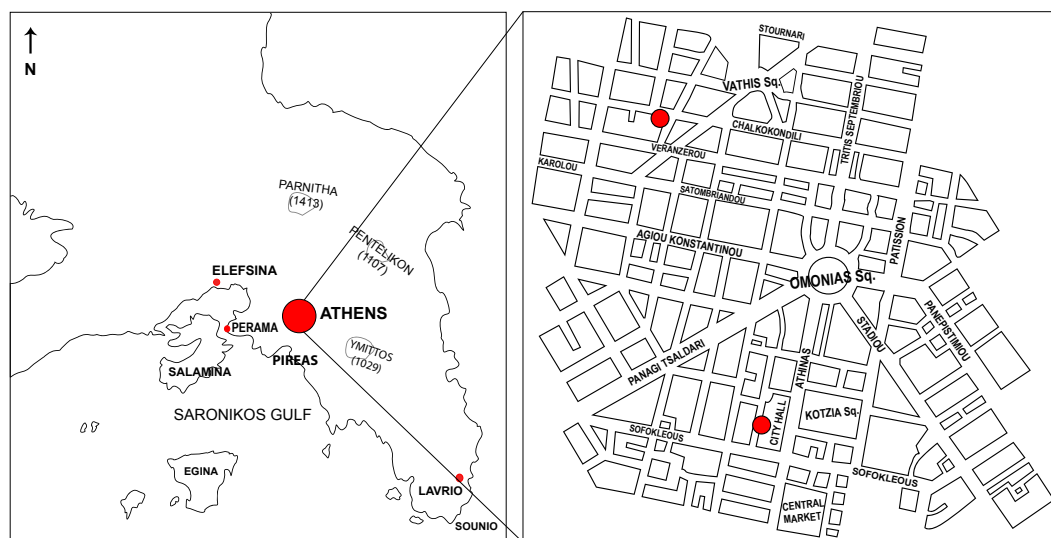 N
PARNITHA
(1413)
PENTELIKON
(1107)
ELEFSINA
ATHENS
PERAMA
YMITTOS
(1029)
PIREAS
SALAMINA
SARONIKOS GULF
EGINA
LAVRIO
SOUNIO
STOURNARI
VATHIS Sq.
TRITIS SEPTEMBRIOU
CHALKOKONDILI
VERANZEROU
KAROLOU
SATOMBRIANDOU
PATISSION
AGIOU KONSTANTINOU
OMONIAS Sq.
PANEPISTIMIOU
STADIOU
PANAGI TSALDARI
ATHINAS
CITY HALL
KOTZIA Sq.
SOFOKLEOUS
SOFOKLEOUS
CENTRAL
MARKET